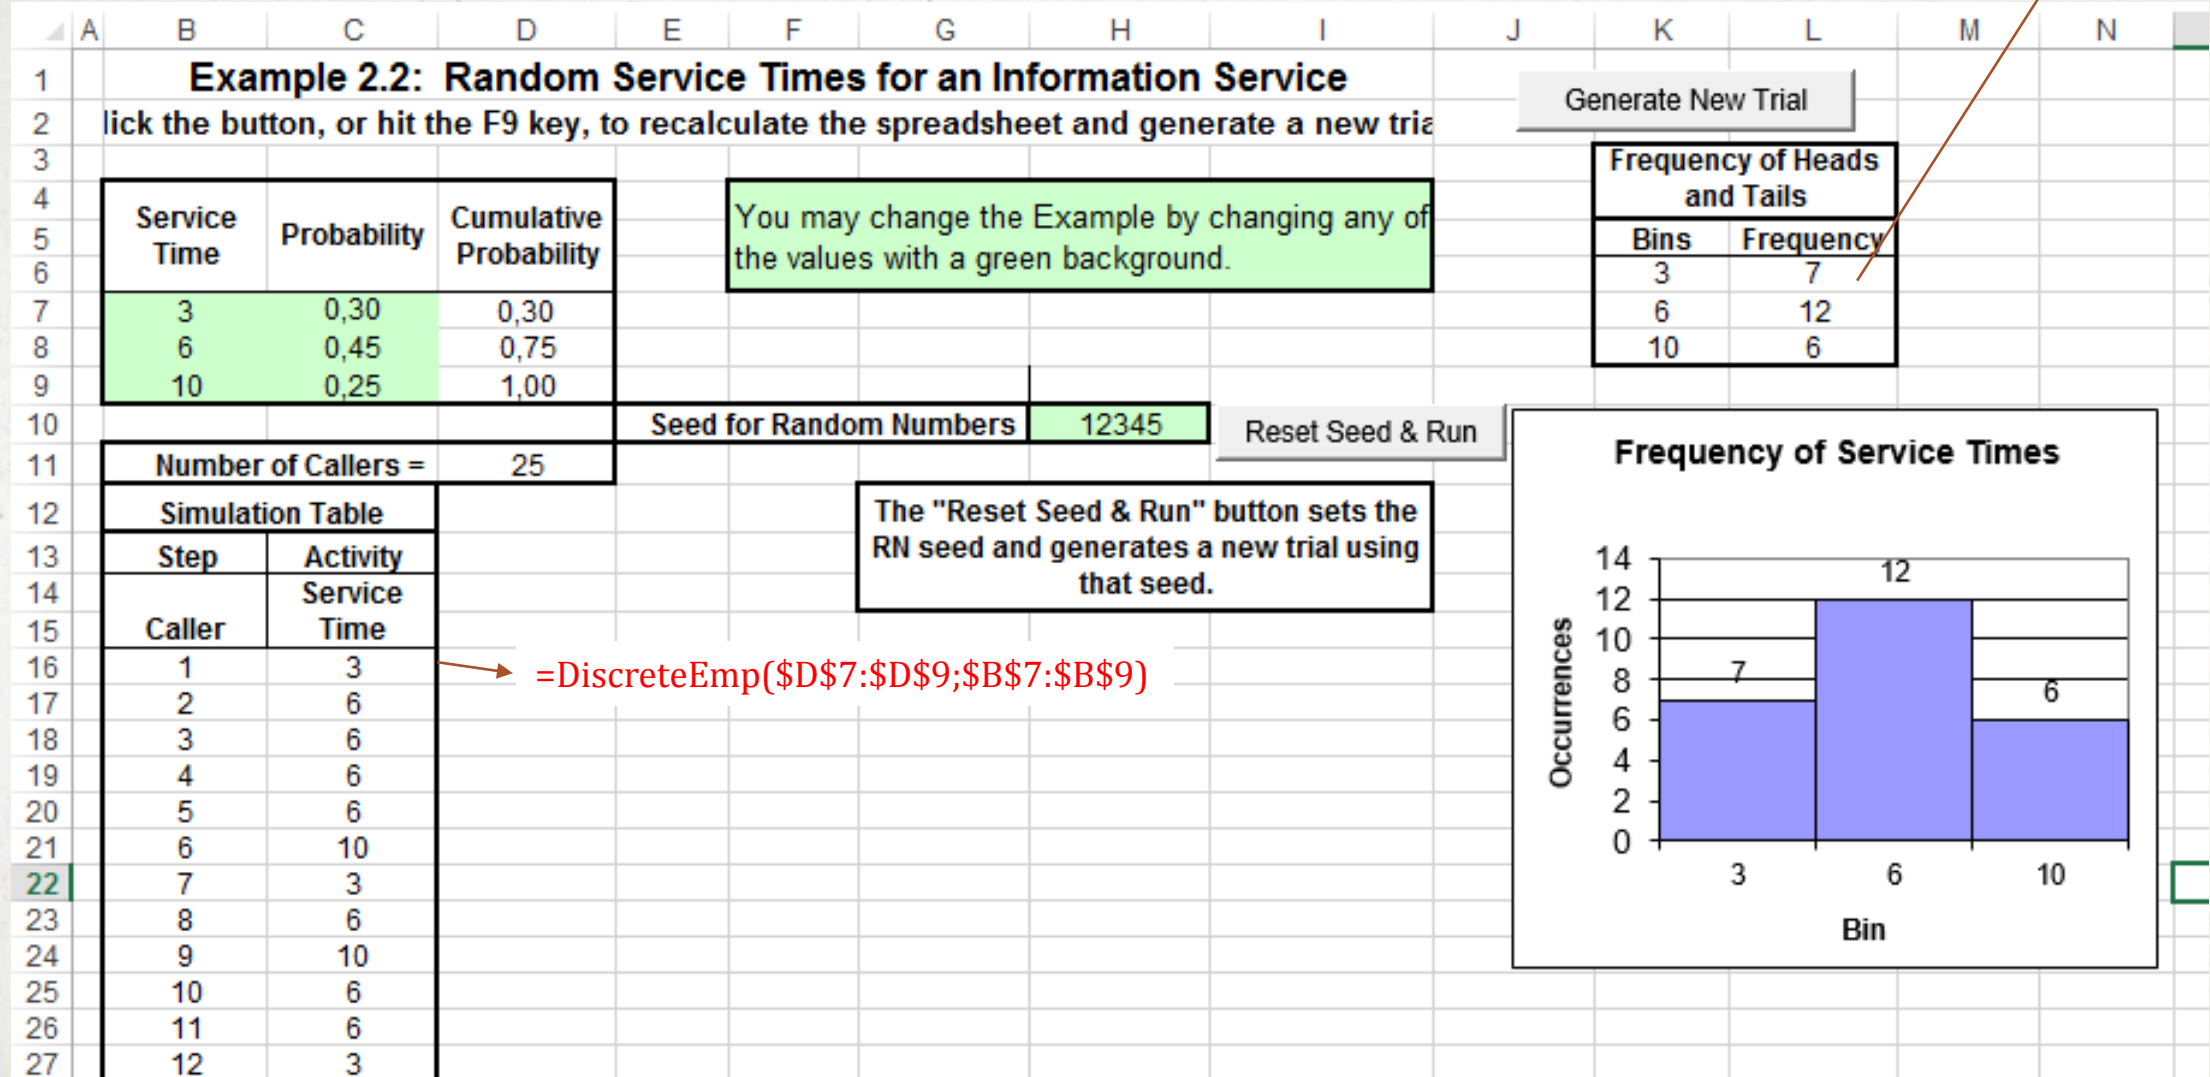 A B C D E F G H I J K L M N
1 Example 2.2: Random Service Times for an Information Service
Generate New Trial
2 lick the button, or hit the F9 key, to recalculate the spreadsheet and generate a new tria
3
Frequency of Heads
and Tails
4
5
6
Service
Time
Probability
Cumulative
Probability
You may change the Example by changing any of
the values with a green background.
Bins Frequency
3 7
6 12
10 6
7 3 0,30 0,30
8 6 0,45 0,75
9 10 0,25 1,00
10 Seed for Random Numbers 12345 Reset Seed & Run
11 Number of Callers = 25
12 Simulation Table
13 Step Activity
14 Service
15 Caller Time
The "Reset Seed & Run" button sets the
RN seed and generates a new trial using
that seed.
16 1 3
=DiscreteEmp($D$7:$D$9;$B$7:$B$9)
17 2 6
18 3 6
19 4 6
20 5 6
21 6 10
22 7 3
23 8 6
24 9 10
25 10 6
26 11 6
27 12 3
Frequency of Service Times
Occurrences
14
12
10
8
6
4
2
0
7 12 6
3 6 10
Bin